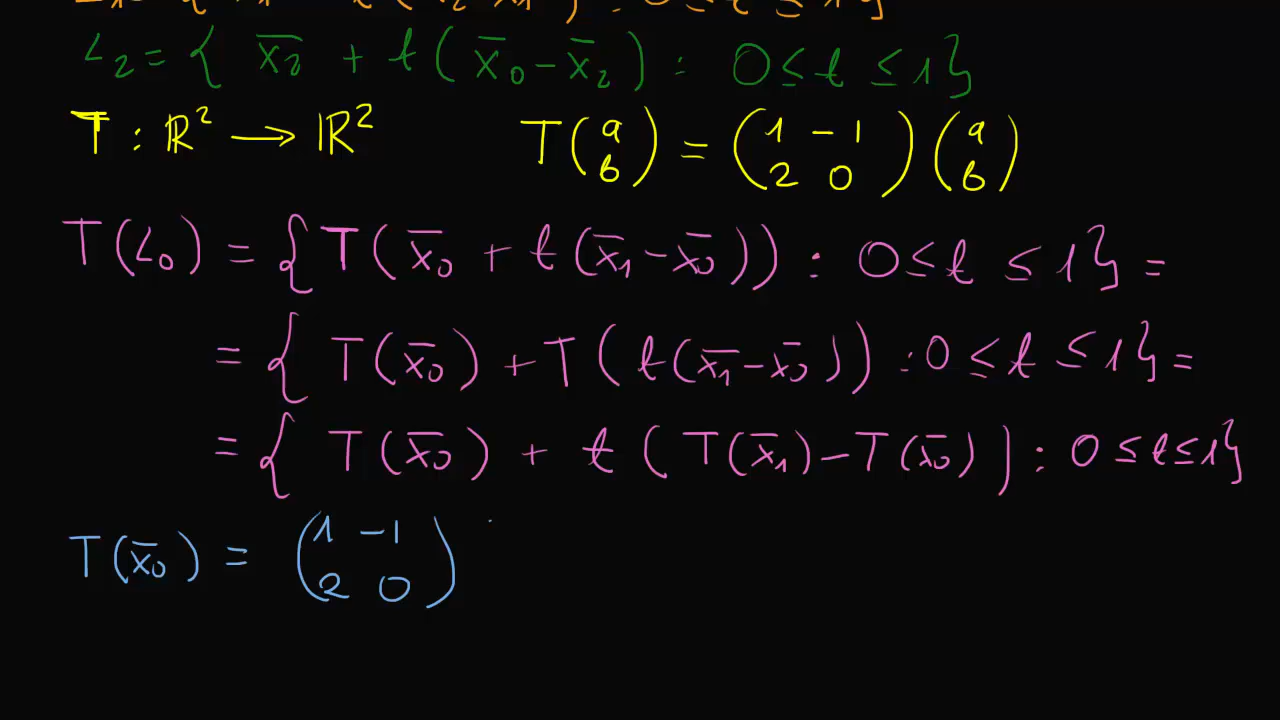 L₂ = { x̄₂ + t( x̄₀ − x̄₂ ) : 0 ≤ t ≤ 1}
T : ℝ² → ℝ² T(a b) = (1 −1 2 0)(a b)
T(L₀) = { T( x̄₀ + t(x̄₁ − x̄₀)) : 0 ≤ t ≤ 1} =
= { T(x̄₀) + T( t(x̄₁ − x̄₀)) : 0 ≤ t ≤ 1} =
= { T(x̄₀) + t( T(x̄₁) − T(x̄₀) ) : 0 ≤ t ≤ 1}
T(x̄₀) = (1 −1 2 0)